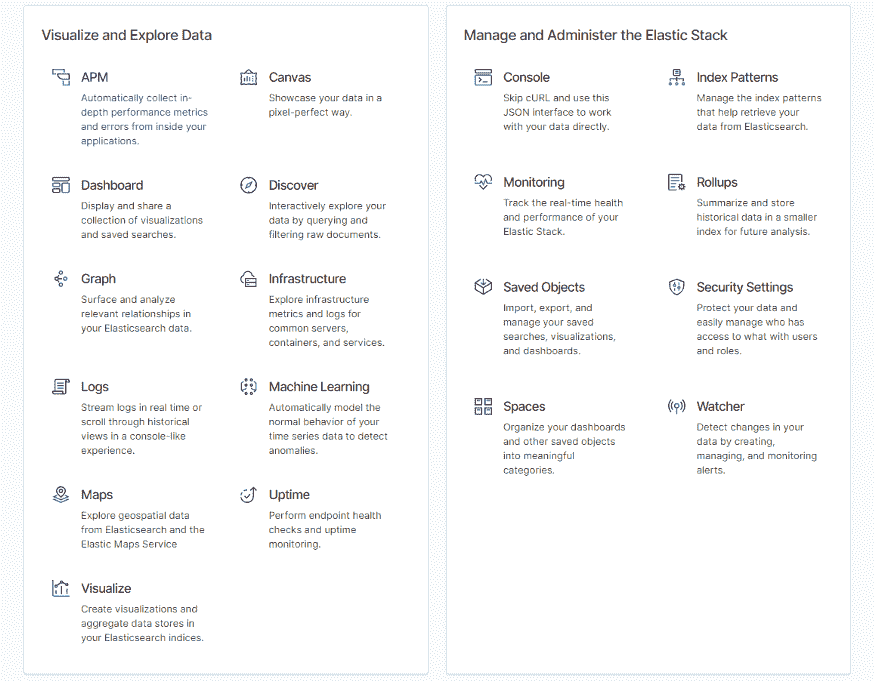 Visualize and Explore Data
APM
Automatically collect in-
depth performance metrics
and errors from inside your
applications.
Canvas
Showcase your data in a
pixel-perfect way.
Dashboard
Display and share a
collection of visualizations
and saved searches.
Discover
Interactively explore your
data by querying and
filtering raw documents.
Graph
Surface and analyze
relevant relationships in
your Elasticsearch data.
Infrastructure
Explore infrastructure
metrics and logs for
common servers,
containers, and services.
Logs
Stream logs in real time or
scroll through historical
views in a console-like
experience.
Machine Learning
Automatically model the
normal behavior of your
time series data to detect
anomalies.
Maps
Explore geospatial data
from Elasticsearch and the
Elastic Maps Service
Uptime
Perform endpoint health
checks and uptime
monitoring.
Visualize
Create visualizations and
aggregate data stores in
your Elasticsearch indices.
Manage and Administer the Elastic Stack
Console
Skip cURL and use this
JSON interface to work
with your data directly.
Index Patterns
Manage the index patterns
that help retrieve your
data from Elasticsearch.
Monitoring
Track the real-time health
and performance of your
Elastic Stack.
Rollups
Summarize and store
historical data in a smaller
index for future analysis.
Saved Objects
Import, export, and
manage your saved
searches, visualizations,
and dashboards.
Security Settings
Protect your data and
easily manage who has
access to what with users
and roles.
Spaces
Organize your dashboards
and other saved objects
into meaningful
categories.
Watcher
Detect changes in your
data by creating,
managing, and monitoring
alerts.